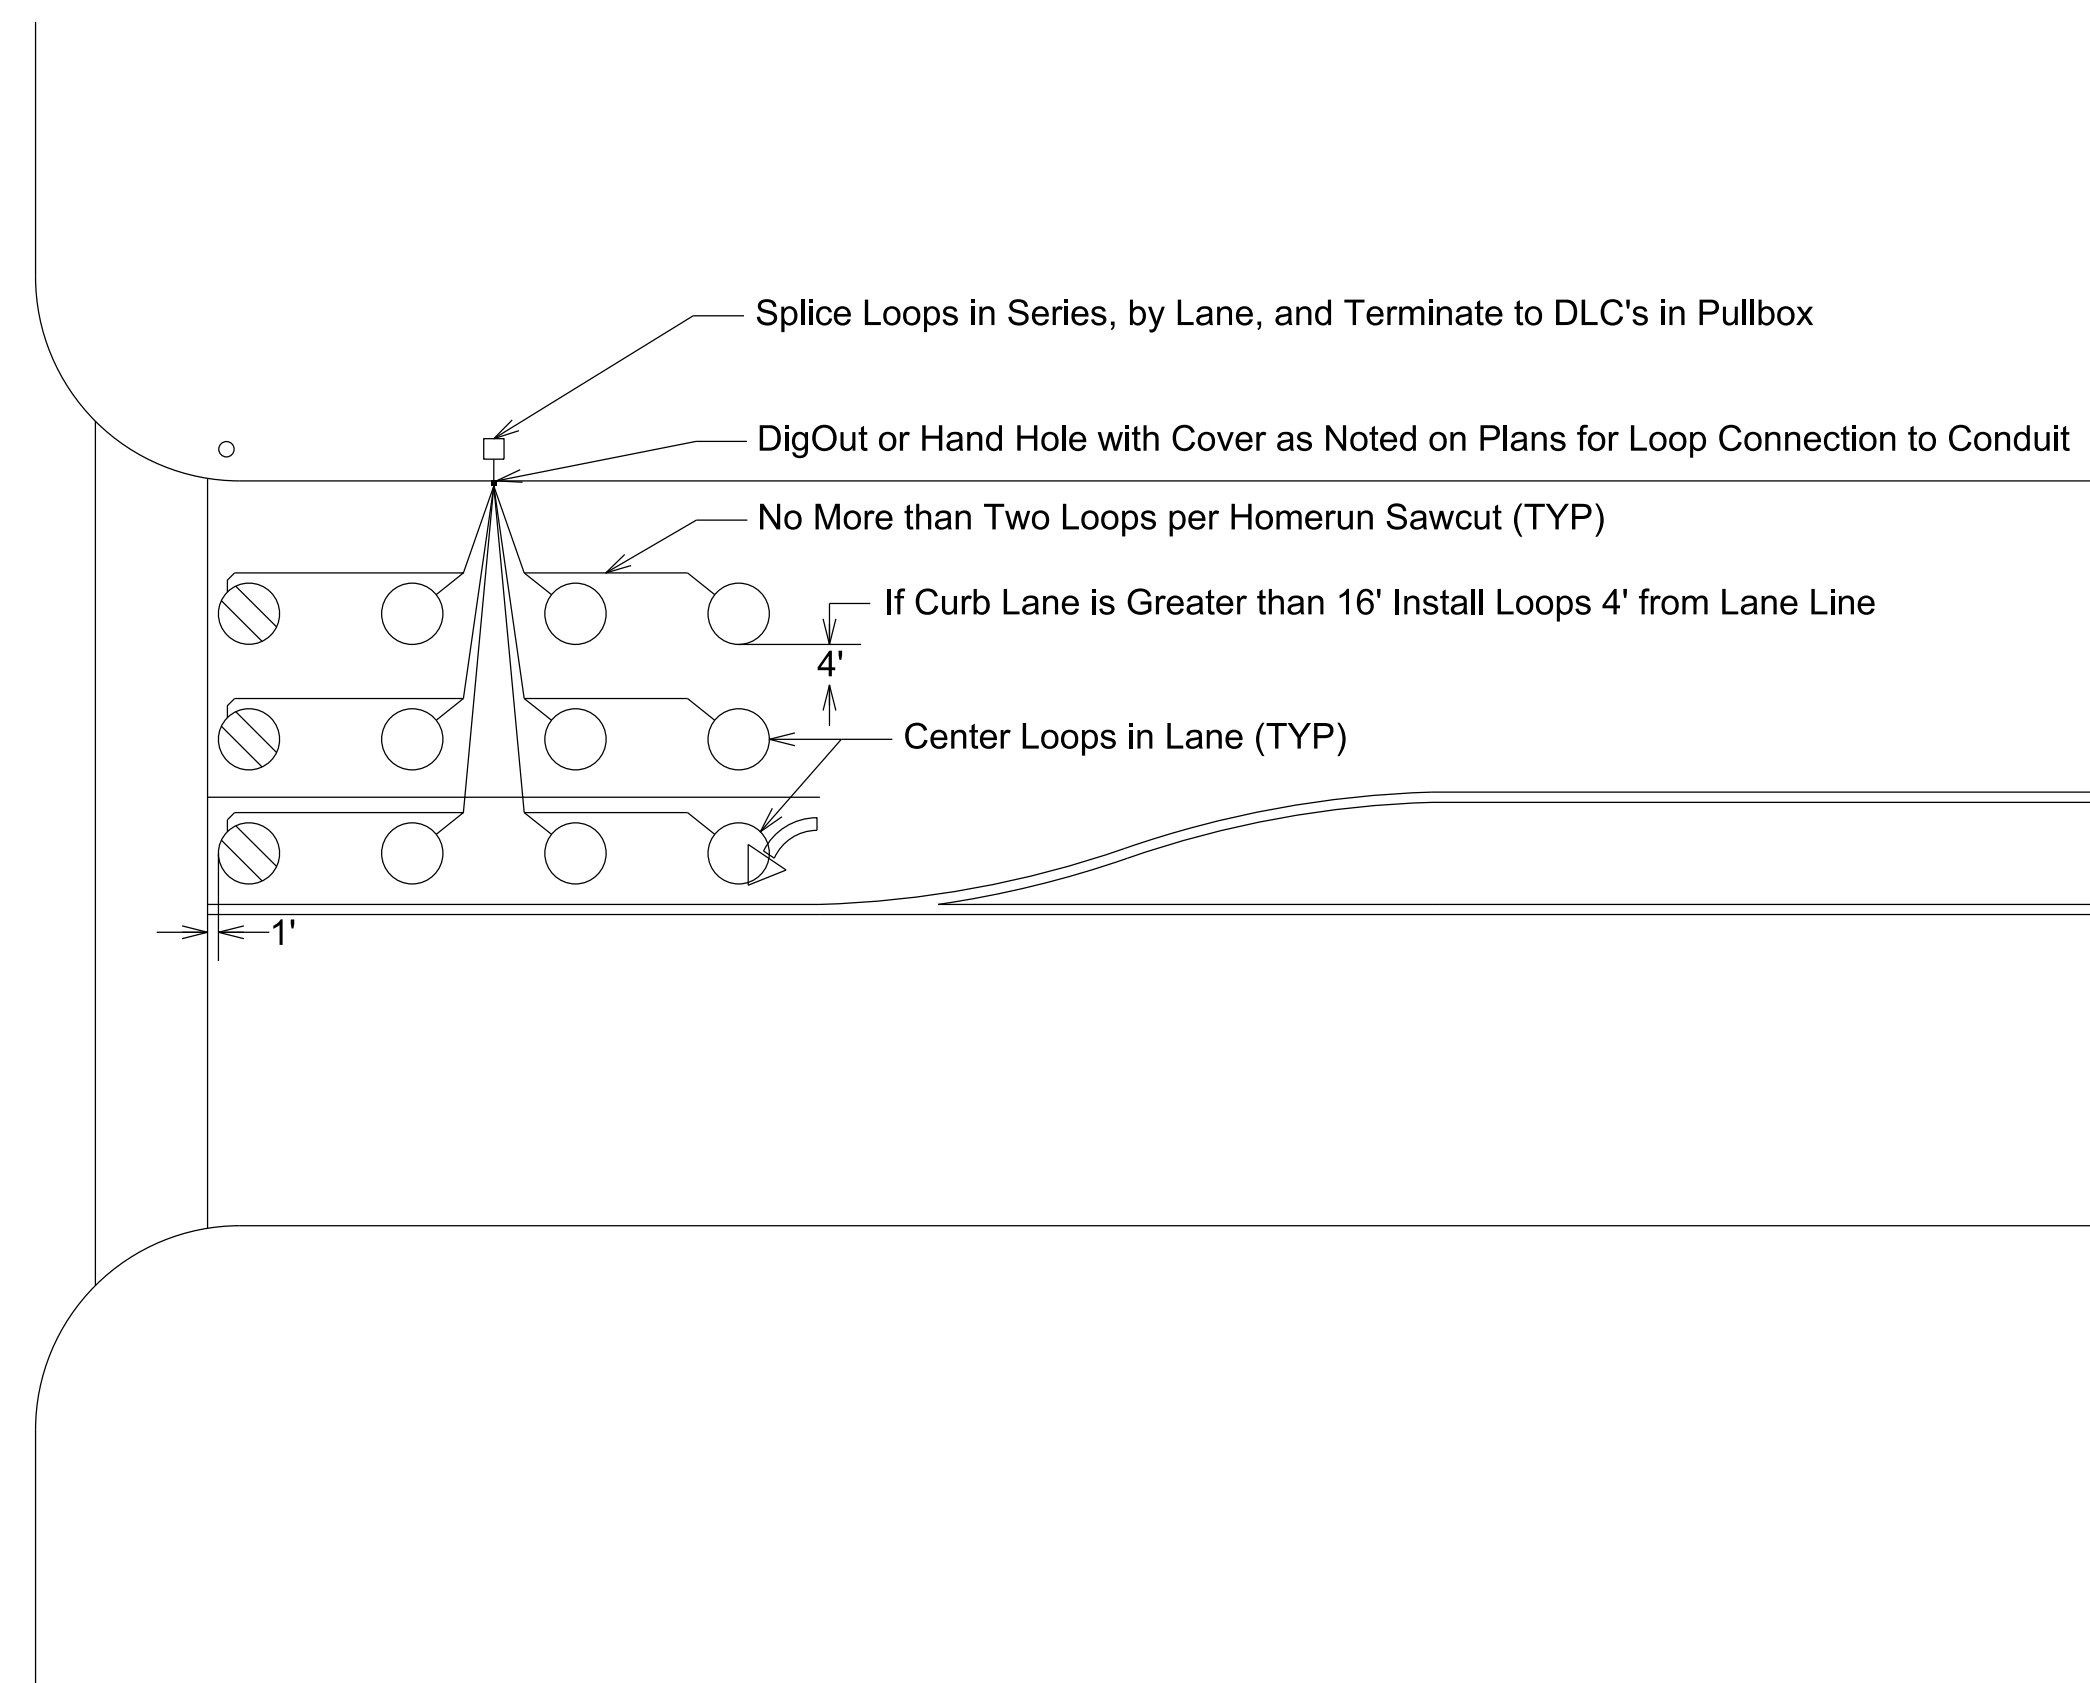 Splice Loops in Series, by Lane, and Terminate to DLC's in Pullbox
DigOut or Hand Hole with Cover as Noted on Plans for Loop Connection to Conduit
No More than Two Loops per Homerun Sawcut (TYP)
If Curb Lane is Greater than 16' Install Loops 4' from Lane Line
4'
Center Loops in Lane (TYP)
1'